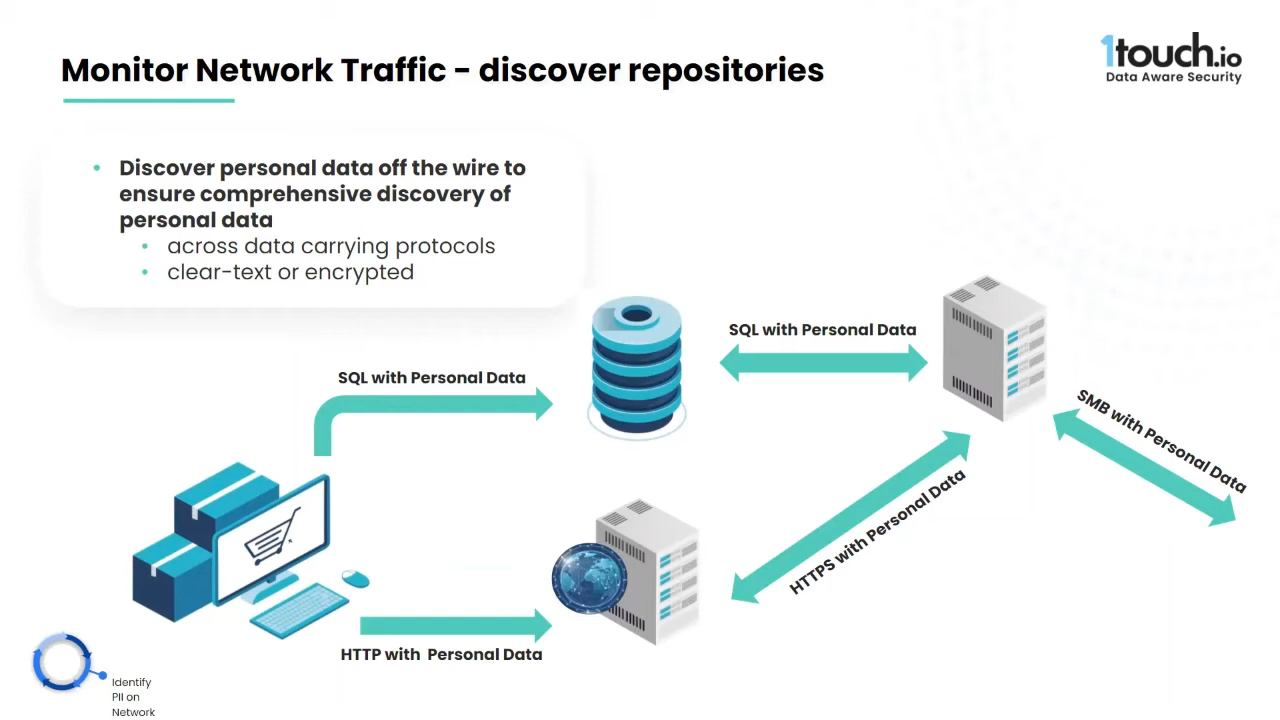 Monitor Network Traffic - discover repositories
1touch.io
Data Aware Security
• Discover personal data off the wire to
ensure comprehensive discovery of
personal data
• across data carrying protocols
• clear-text or encrypted
SQL with Personal Data
SQL with Personal Data
SMB with Personal Data
HTTPS with Personal Data
HTTP with Personal Data
Identify
PII on
Network